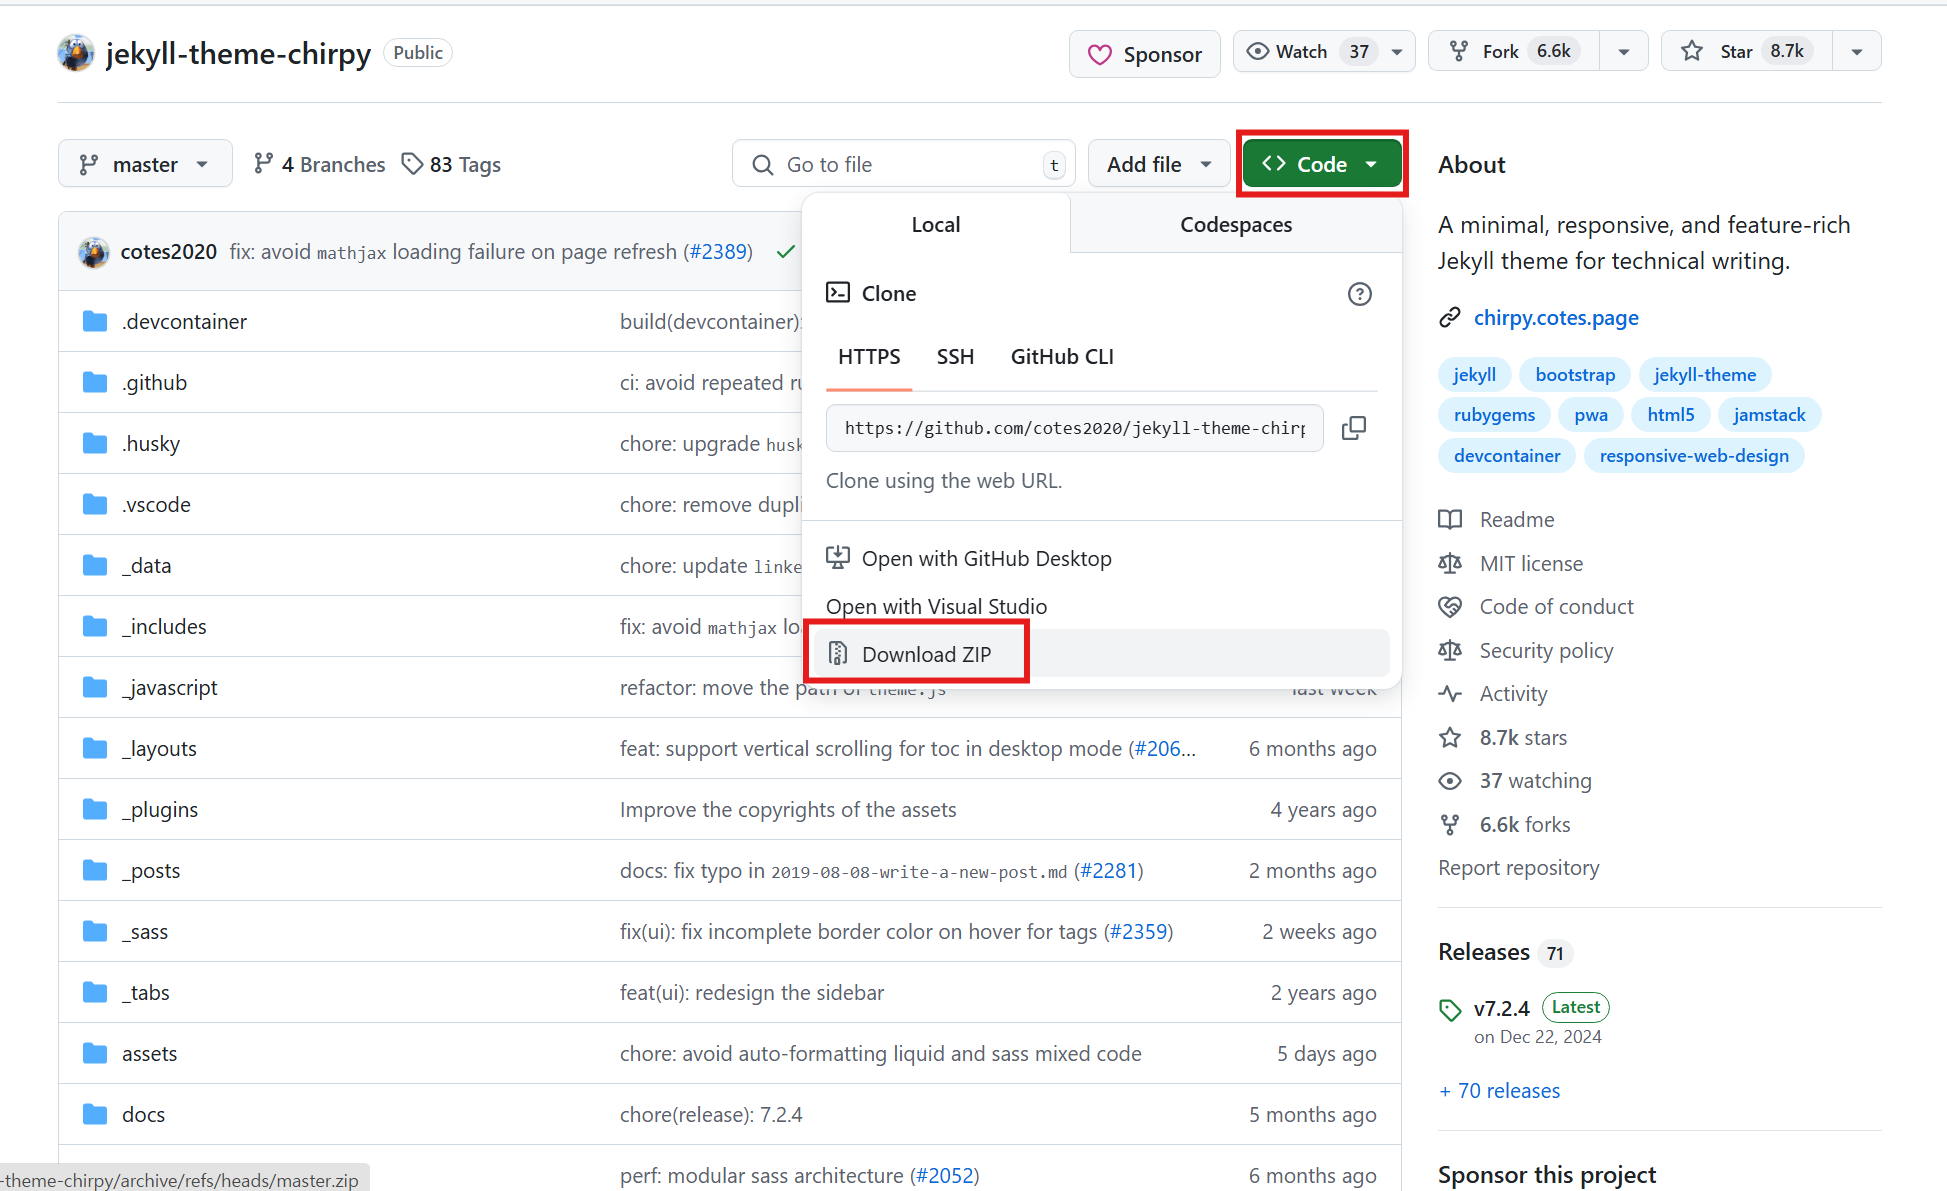 jekyll-theme-chirpy Public
Sponsor
Watch 37
Fork 6.6k
Star 8.7k
master
4 Branches
83 Tags
Go to file t
Add file
<> Code
cotes2020 fix: avoid mathjax loading failure on page refresh (#2389)
.devcontainer build(devcontainer):
.github ci: avoid repeated ru
.husky chore: upgrade husk
.vscode chore: remove dupli
_data chore: update linke
_includes fix: avoid mathjax lo
_javascript refactor: move the path of theme.js last week
_layouts feat: support vertical scrolling for toc in desktop mode (#206... 6 months ago
_plugins Improve the copyrights of the assets 4 years ago
_posts docs: fix typo in 2019-08-08-write-a-new-post.md (#2281) 2 months ago
_sass fix(ui): fix incomplete border color on hover for tags (#2359) 2 weeks ago
_tabs feat(ui): redesign the sidebar 2 years ago
assets chore: avoid auto-formatting liquid and sass mixed code 5 days ago
docs chore(release): 7.2.4 5 months ago
perf: modular sass architecture (#2052) 6 months ago
-theme-chirpy/archive/refs/heads/master.zip
Local Codespaces
Clone
HTTPS SSH GitHub CLI
https://github.com/cotes2020/jekyll-theme-chirp
Clone using the web URL.
Open with GitHub Desktop
Open with Visual Studio
Download ZIP
About
A minimal, responsive, and feature-rich
Jekyll theme for technical writing.
chirpy.cotes.page
jekyll bootstrap jekyll-theme
rubygems pwa html5 jamstack
devcontainer responsive-web-design
Readme
MIT license
Code of conduct
Security policy
Activity
8.7k stars
37 watching
6.6k forks
Report repository
Releases 71
v7.2.4 Latest
on Dec 22, 2024
+ 70 releases
Sponsor this project